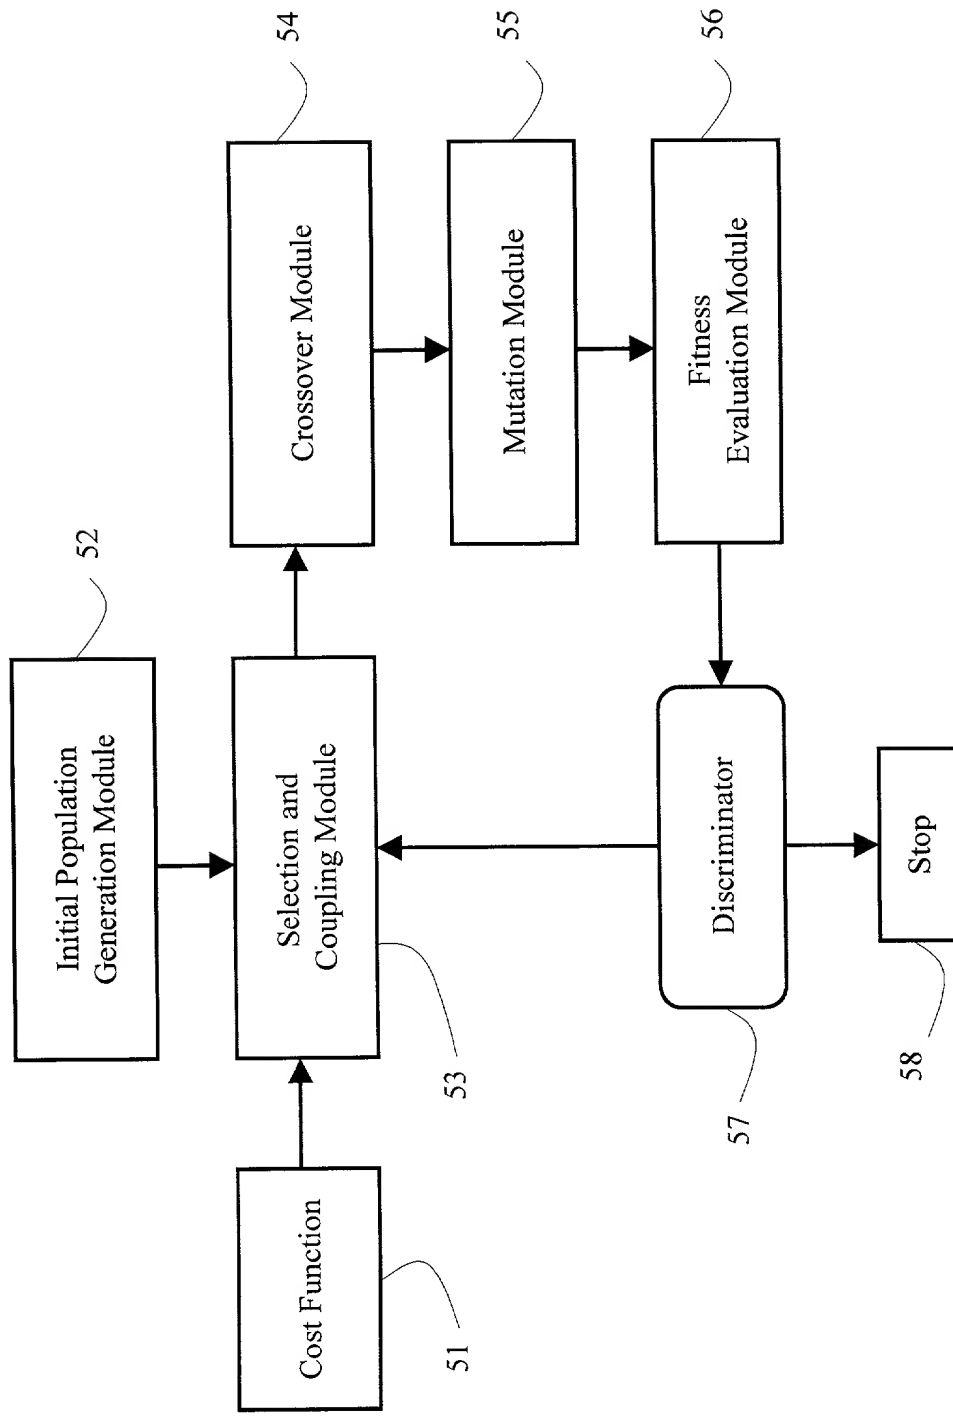 52
Initial Population
Generation Module
54
Crossover Module
Selection and
Coupling Module
53
Cost Function
51
55
Mutation Module
56
Fitness
Evaluation Module
Discriminator
57
Stop
58